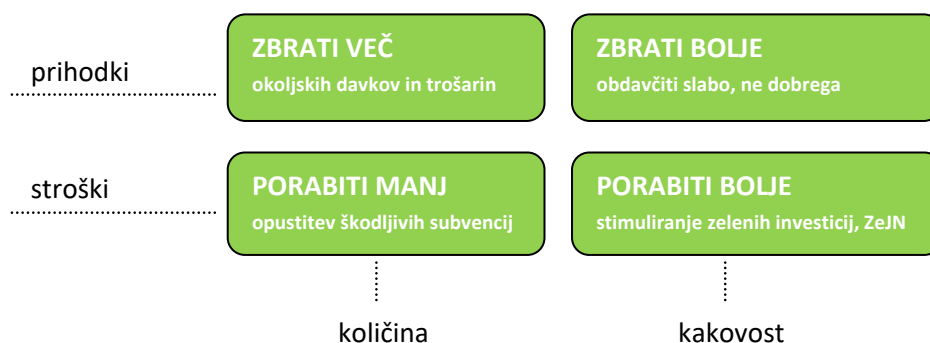 prihodki
ZBRATI VEČ
okoljskih davkov in trošarin
ZBRATI BOLJE
obdavčiti slabo, ne dobrega
stroški
PORABITI MANJ
opustitev škodljivih subvencij
PORABITI BOLJE
stimuliranje zelenih investicij, ZeJN
količina
kakovost